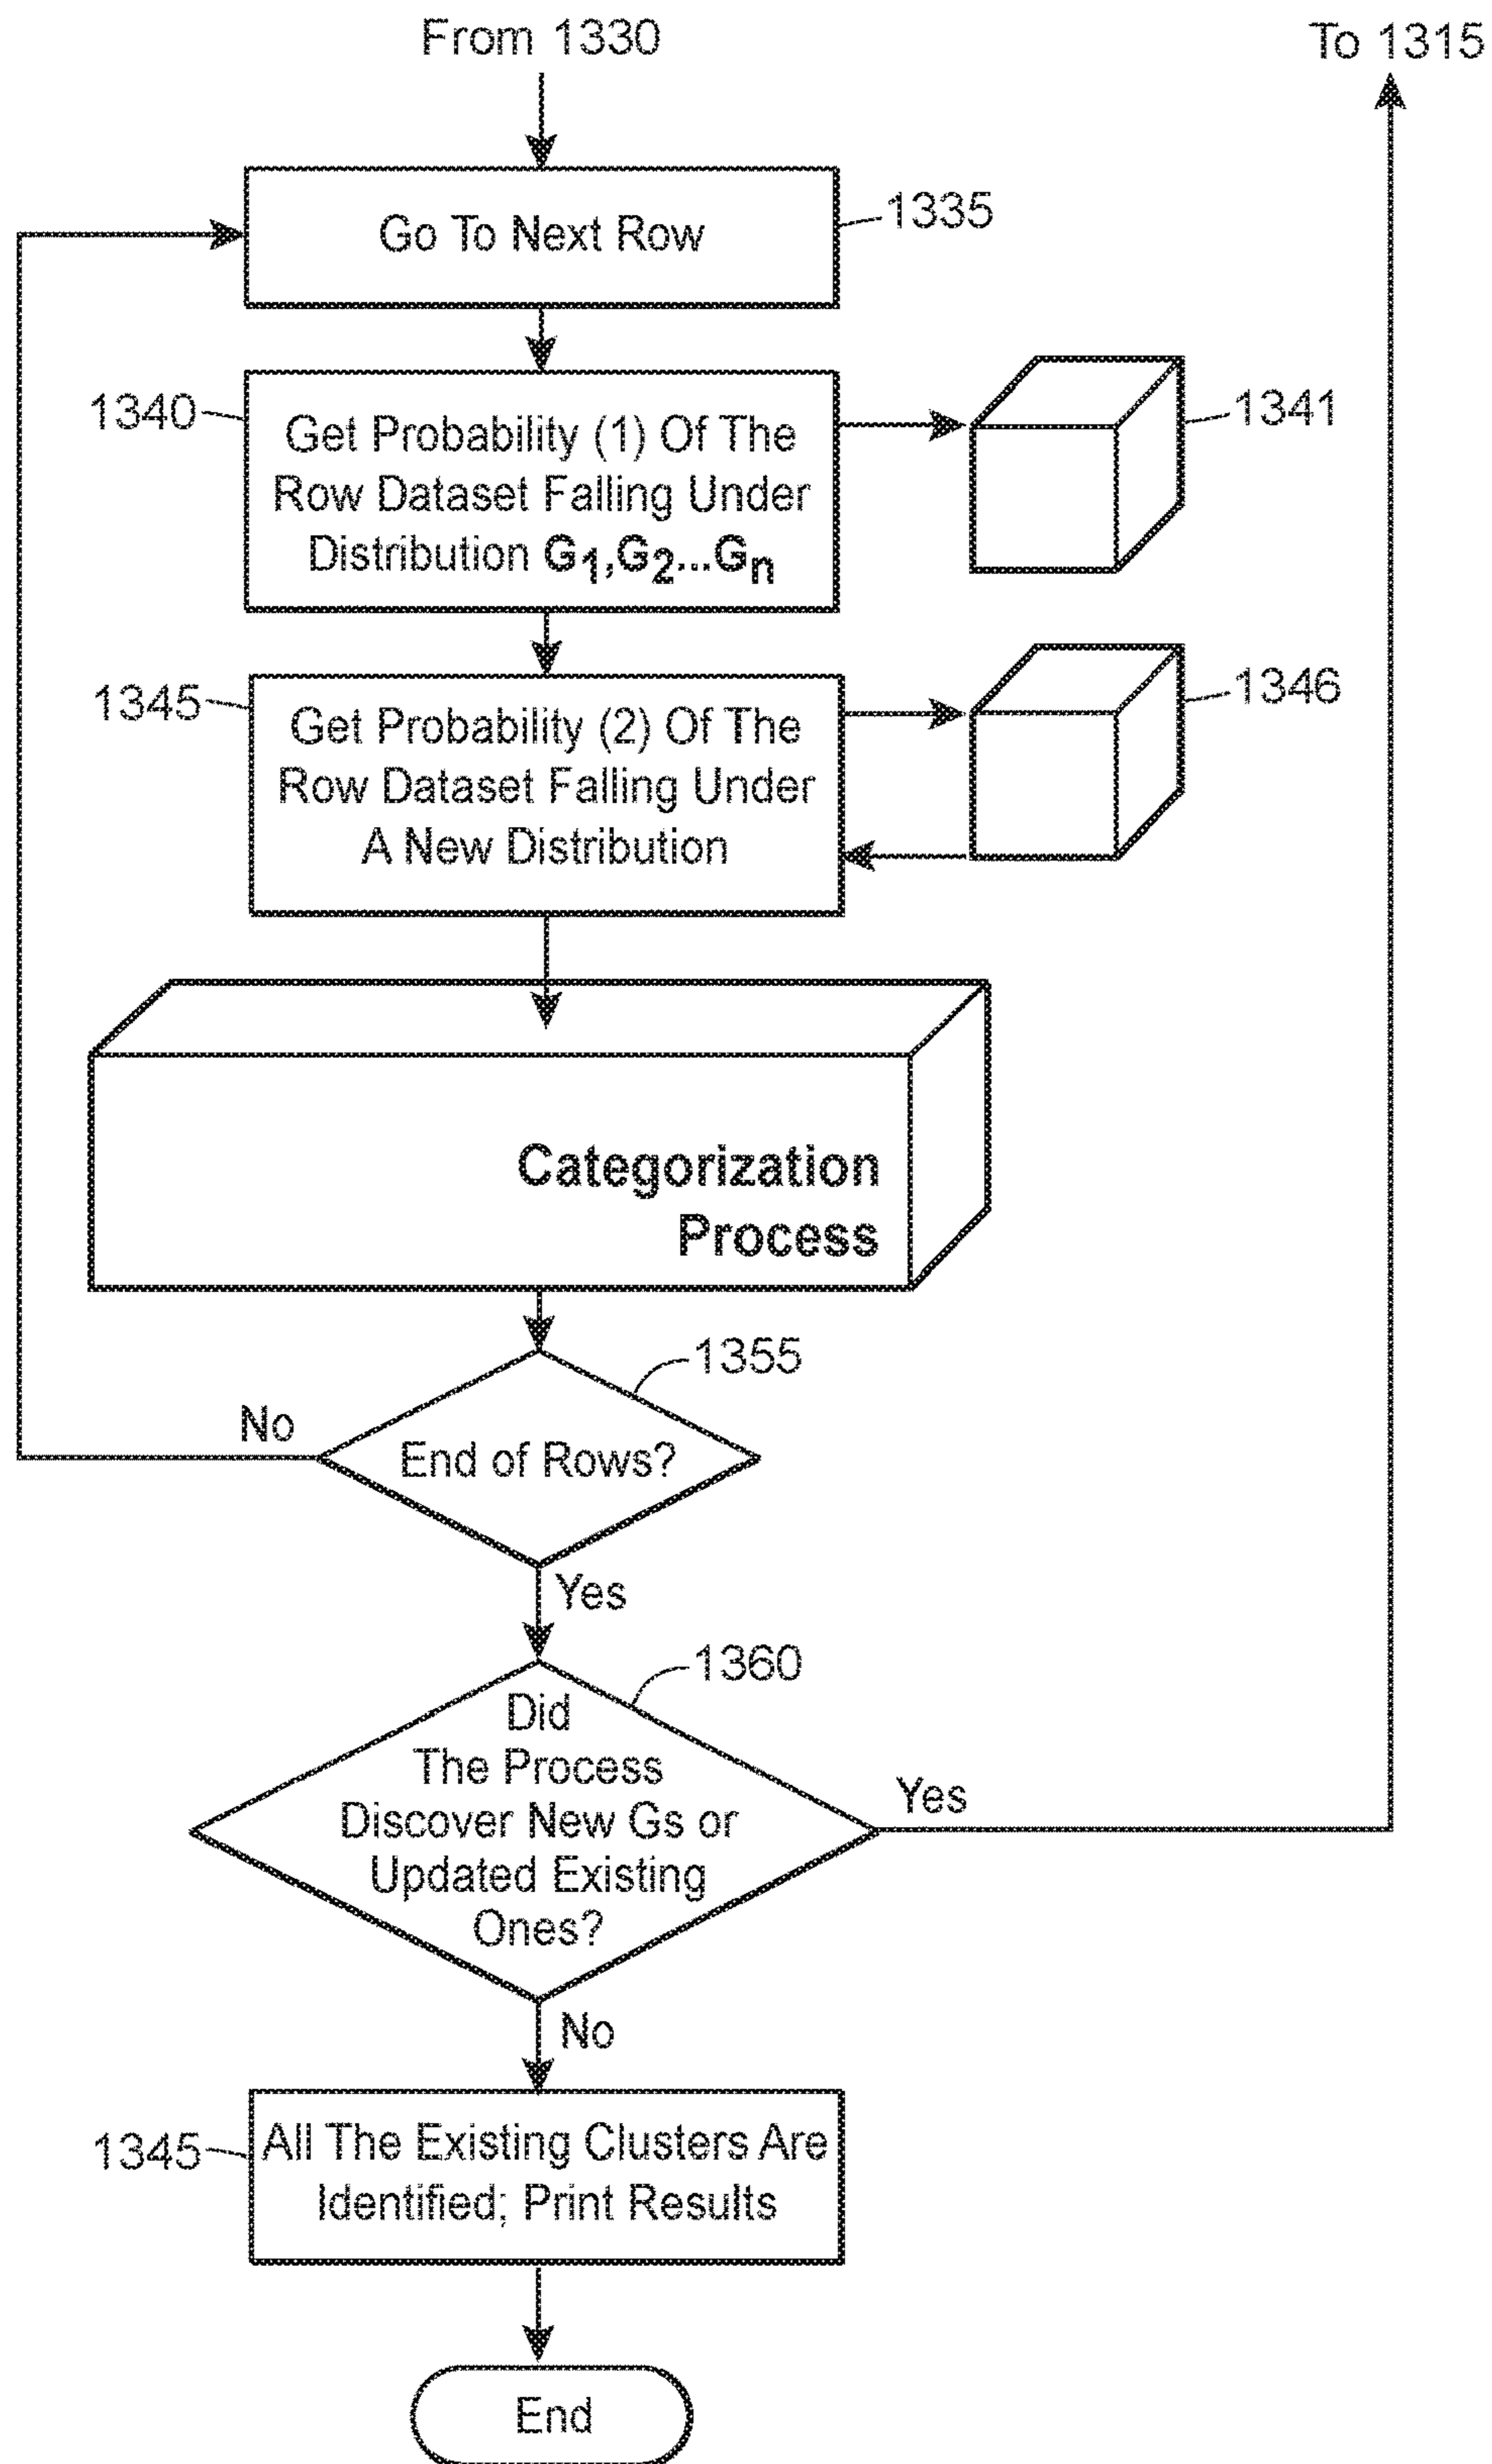 From 1330
To 1315
Go To Next Row
1335
1340
Get Probability (1) Of The
Row Dataset Falling Under
Distribution G1,G2...Gn
1341
1345
Get Probability (2) Of The
Row Dataset Falling Under
A New Distribution
1346
Categorization
Process
1355
No
End of Rows?
Yes
1360
Did
The Process
Discover New Gs or
Updated Existing
Ones?
Yes
No
1345
All The Existing Clusters Are
Identified; Print Results
End